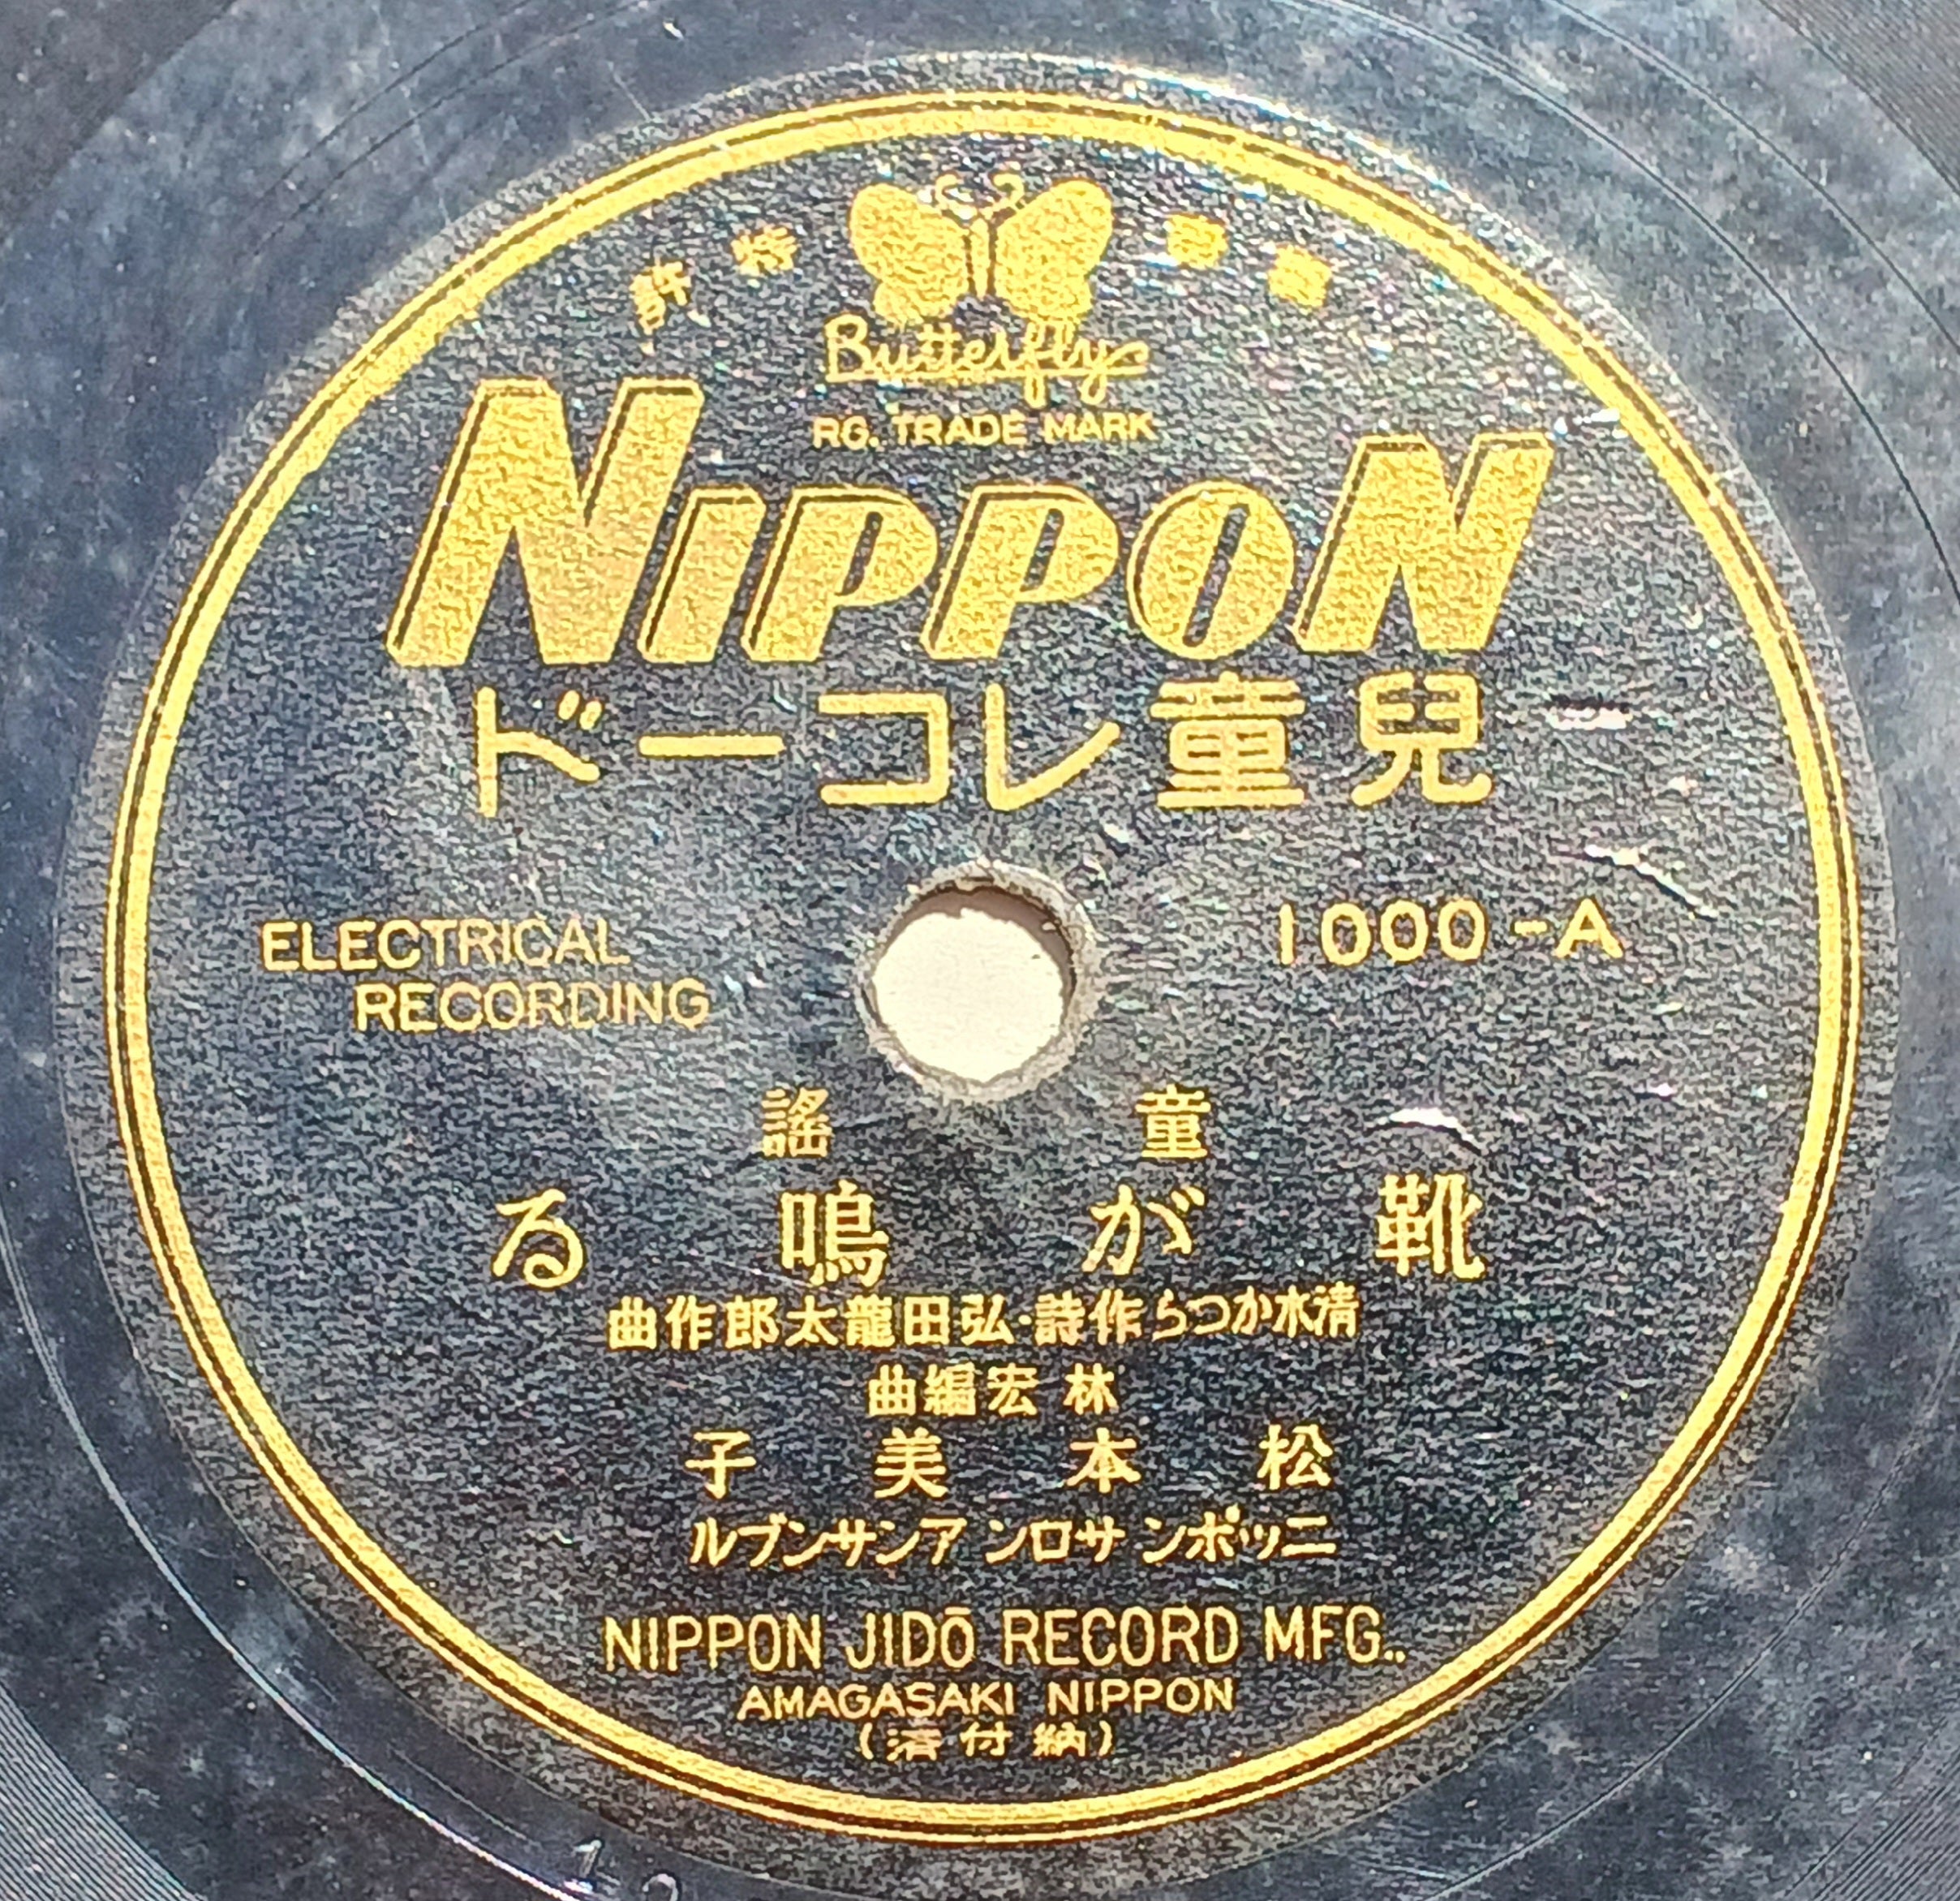 特許
Butterfly
RG. TRADE MARK
NIPPON
兒童レコード
ELECTRICAL
RECORDING
1000-A
童謠
靴が鳴る
清水かつら作詩・弘田龍太郎作曲
林 宏編曲
松本美子
ニッポン サロン アンサンブル
NIPPON JIDŌ RECORD MFG..
AMAGASAKI NIPPON
(納付済)
12